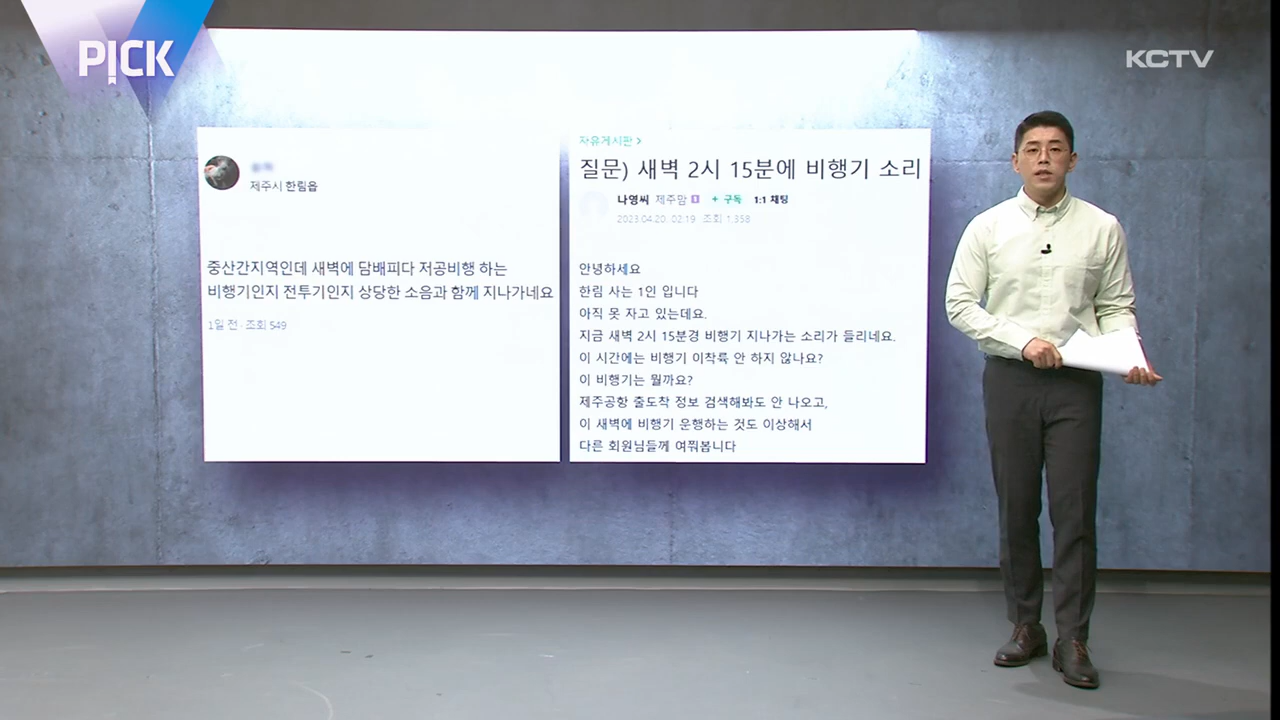 PICK
KCTV
제주시 한림읍
중산간지역인데 새벽에 담배피다 저공비행 하는
비행기인지 전투기인지 상당한 소음과 함께 지나가네요
1일 전 · 조회 549
자유게시판 >
질문) 새벽 2시 15분에 비행기 소리
나영씨 제주맘 + 구독 1:1 채팅
2023.04.20. 02:19 조회 1,358
안녕하세요
한림 사는 1인 입니다
아직 못 자고 있는데요.
지금 새벽 2시 15분경 비행기 지나가는 소리가 들리네요.
이 시간에는 비행기 이착륙 안 하지 않나요?
이 비행기는 뭘까요?
제주공항 출도착 정보 검색해봐도 안 나오고,
이 새벽에 비행기 운행하는 것도 이상해서
다른 회원님들께 여쭤봅니다